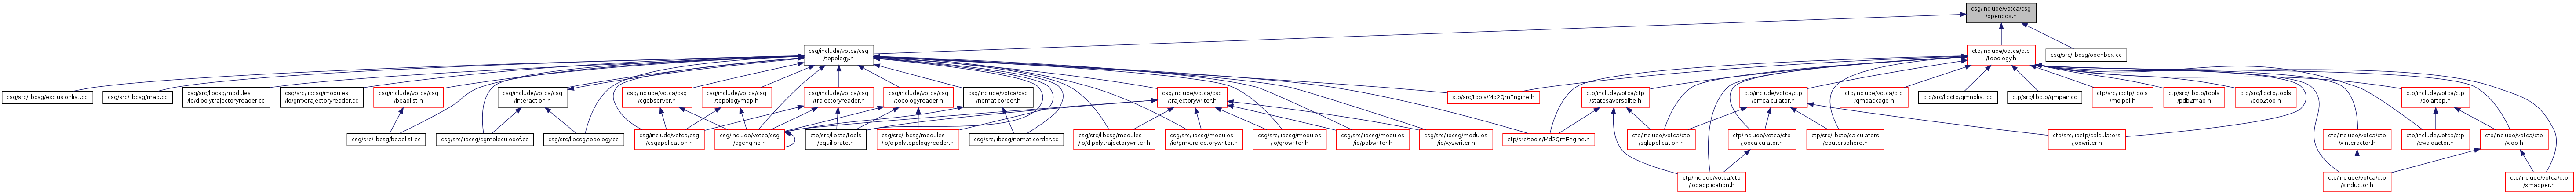 csg/include/votca/csg
/openbox.h
csg/include/votca/csg
/topology.h
ctp/include/votca/ctp
/topology.h
csg/src/libcsg/openbox.cc
csg/src/libcsg/exclusionlist.cc
csg/src/libcsg/map.cc
csg/src/libcsg/modules
/io/dlpolytrajectoryreader.cc
csg/src/libcsg/modules
/io/gmxtrajectoryreader.cc
csg/include/votca/csg
/beadlist.h
csg/include/votca/csg
/interaction.h
csg/include/votca/csg
/cgobserver.h
csg/include/votca/csg
/topologymap.h
csg/include/votca/csg
/trajectoryreader.h
csg/include/votca/csg
/topologyreader.h
csg/include/votca/csg
/nematicorder.h
csg/include/votca/csg
/trajectorywriter.h
xtp/src/tools/Md2QmEngine.h
ctp/include/votca/ctp
/statesaversqlite.h
ctp/include/votca/ctp
/qmcalculator.h
ctp/include/votca/ctp
/qmpackage.h
ctp/src/libctp/qmnblist.cc
ctp/src/libctp/qmpair.cc
ctp/src/libctp/tools
/molpol.h
ctp/src/libctp/tools
/pdb2map.h
ctp/src/libctp/tools
/pdb2top.h
ctp/include/votca/ctp
/polartop.h
csg/src/libcsg/beadlist.cc
csg/src/libcsg/cgmoleculedef.cc
csg/src/libcsg/topology.cc
csg/include/votca/csg
/csgapplication.h
csg/include/votca/csg
/cgengine.h
ctp/src/libctp/tools
/equilibrate.h
csg/src/libcsg/modules
/io/dlpolytopologyreader.h
csg/src/libcsg/nematicorder.cc
csg/src/libcsg/modules
/io/dlpolytrajectorywriter.h
csg/src/libcsg/modules
/io/gmxtrajectorywriter.h
csg/src/libcsg/modules
/io/growriter.h
csg/src/libcsg/modules
/io/pdbwriter.h
csg/src/libcsg/modules
/io/xyzwriter.h
ctp/src/tools/Md2QmEngine.h
ctp/include/votca/ctp
/sqlapplication.h
ctp/include/votca/ctp
/jobcalculator.h
ctp/src/libctp/calculators
/eoutersphere.h
ctp/src/libctp/calculators
/jobwriter.h
ctp/include/votca/ctp
/xinteractor.h
ctp/include/votca/ctp
/ewaldactor.h
ctp/include/votca/ctp
/xjob.h
ctp/include/votca/ctp
/jobapplication.h
ctp/include/votca/ctp
/xinductor.h
ctp/include/votca/ctp
/xmapper.h